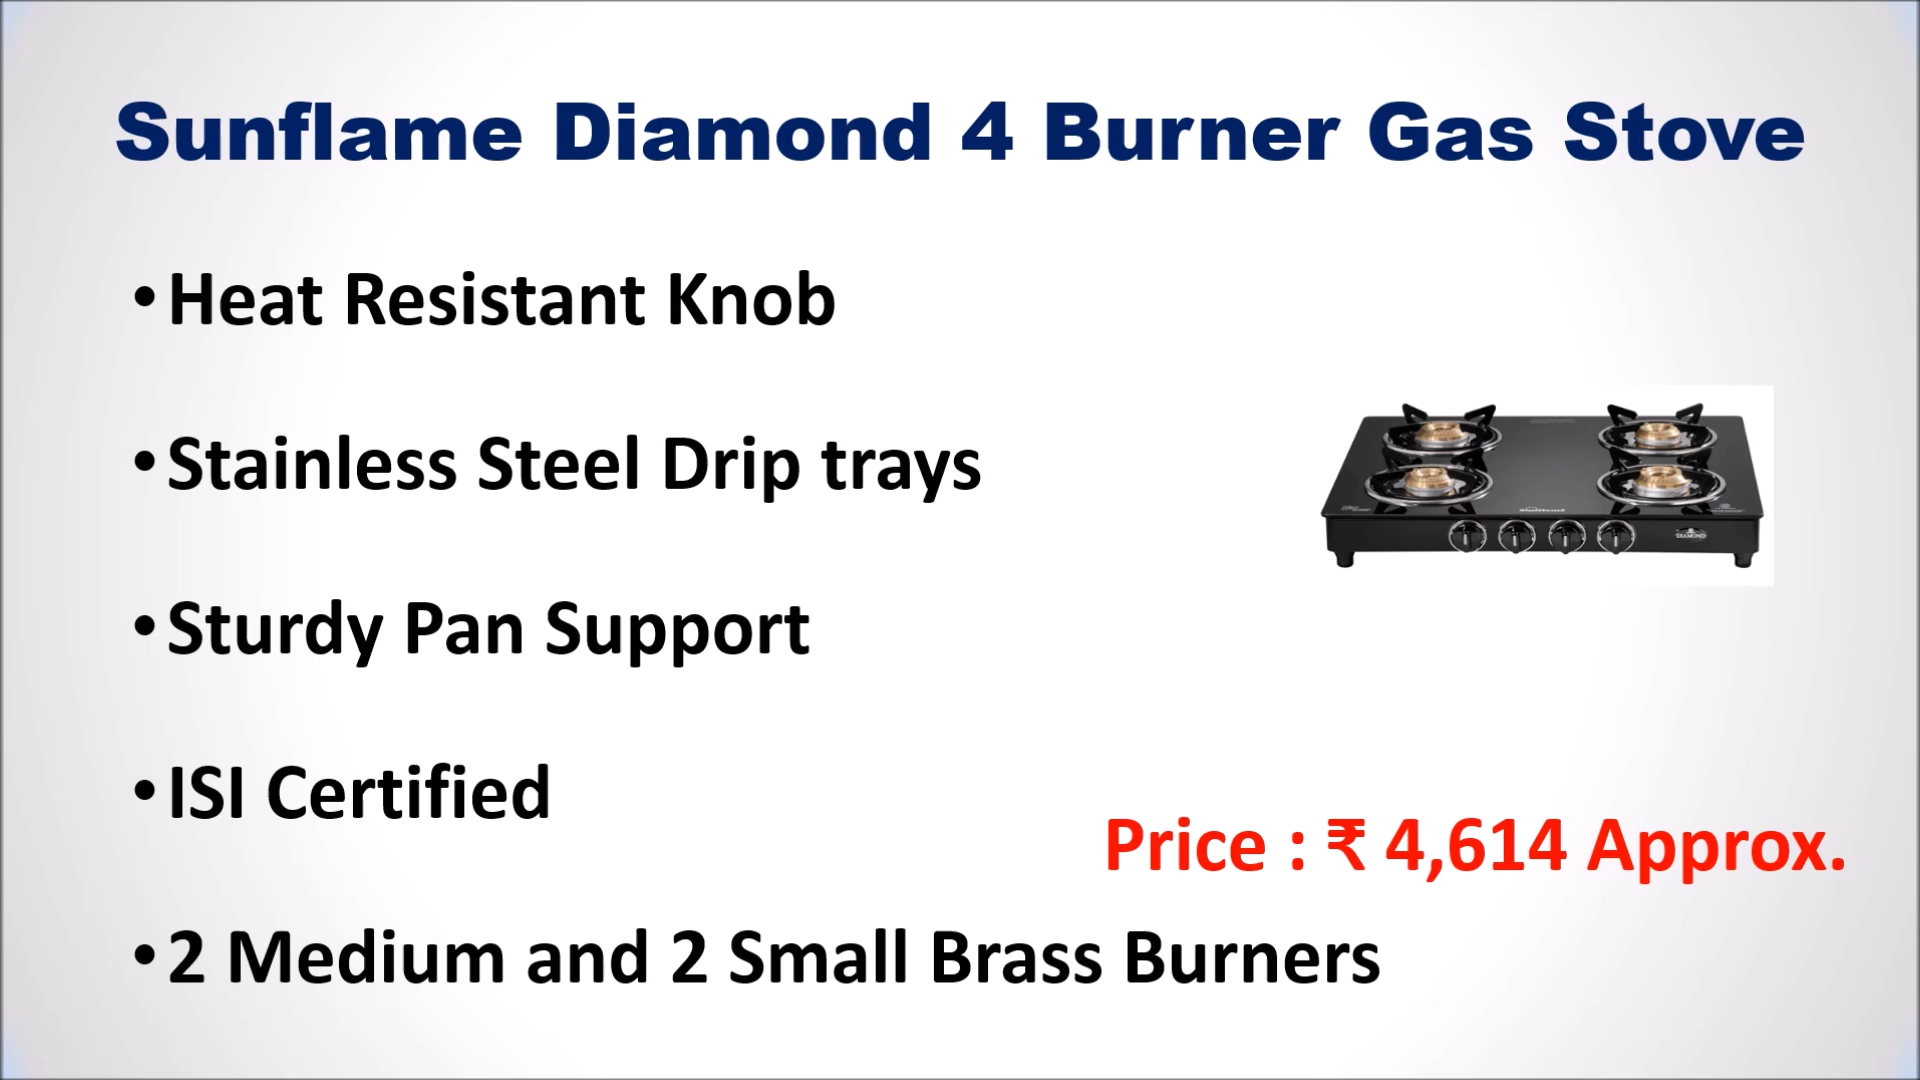 Sunflame Diamond 4 Burner Gas Stove
•Heat Resistant Knob
•Stainless Steel Drip trays
•Sturdy Pan Support
•ISI Certified
Price : ₹ 4,614 Approx.
•2 Medium and 2 Small Brass Burners
DIAMOND